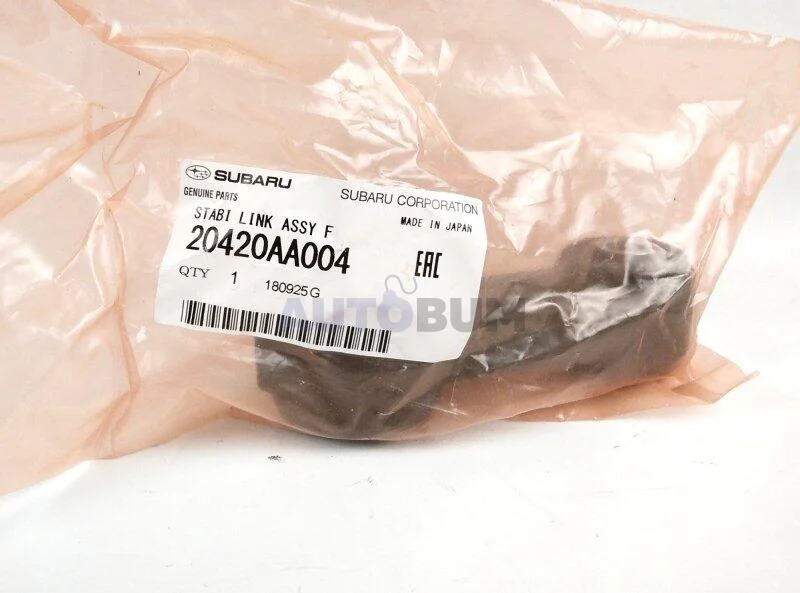 SUBARU
GENUINE PARTS
SUBARU CORPORATION
STABI LINK ASSY F
MADE IN JAPAN
20420AA004
EAC
QTY 1
180925G
AUTOBUM